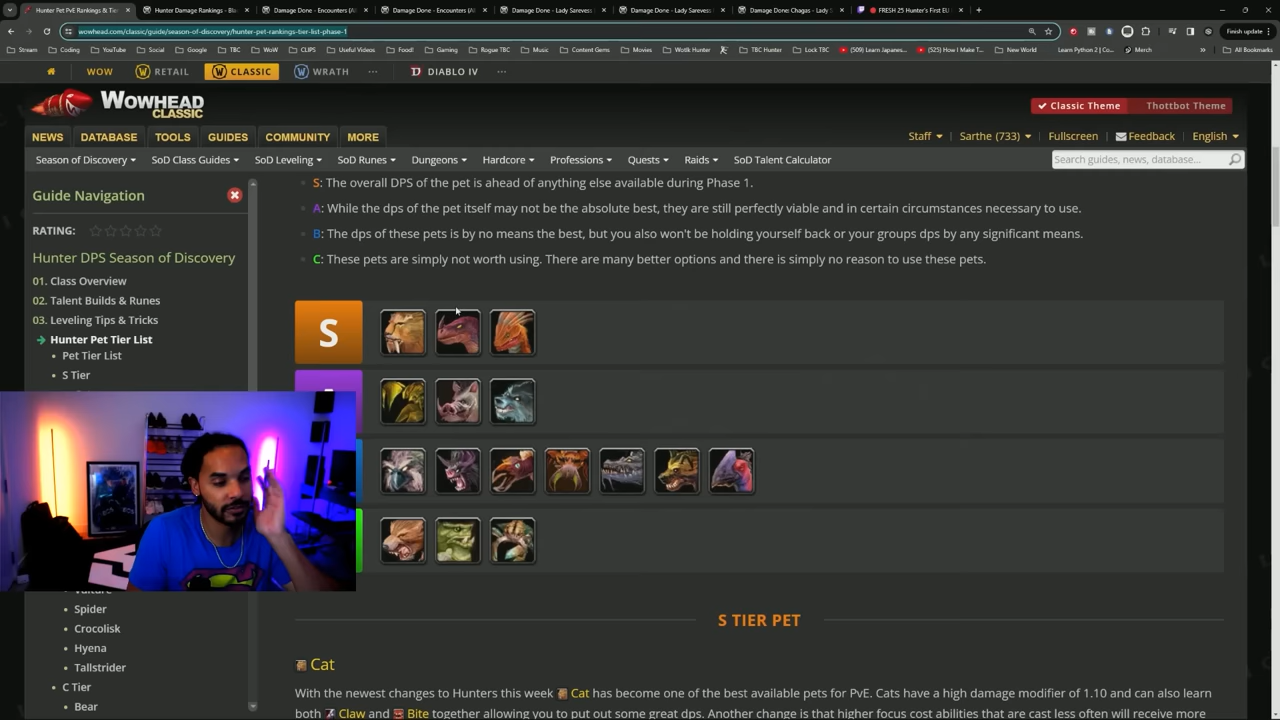 Hunter Pet PvE Rankings & Tier
Hunter Damage Rankings - Bla
Damage Done - Encounters (A
Damage Done - Encounters (A
Damage Done - Lady Sarevess
Damage Done - Lady Sarevess
Damage Done: Chagas - Lady S
FRESH 25 Hunter's First EU
wowhead.com/classic/guide/season-of-discovery/hunter-pet-rankings-tier-list-phase-1
Finish update
Stream
Coding
YouTube
Social
Google
TBC
WoW
CLIPS
Useful Videos
Food!
Gaming
Rogue TBC
Music
Content Gems
Movies
Wotlk Hunter
TBC Hunter
Lock TBC
(509) Learn Japanes...
(525) How I Make T...
New World
Learn Python 2 | Co...
Merch
All Bookmarks
WOW
RETAIL
CLASSIC
WRATH
...
DIABLO IV
...
WOWHEAD
CLASSIC
Classic Theme
Thottbot Theme
NEWS
DATABASE
TOOLS
GUIDES
COMMUNITY
MORE
Staff
Sarthe (733)
Fullscreen
Feedback
English
Season of Discovery
SoD Class Guides
SoD Leveling
SoD Runes
Dungeons
Hardcore
Professions
Quests
Raids
SoD Talent Calculator
Search guides, news, database...
Guide Navigation
RATING:
Hunter DPS Season of Discovery
01. Class Overview
02. Talent Builds & Runes
03. Leveling Tips & Tricks
Hunter Pet Tier List
Pet Tier List
S Tier
Spider
Crocolisk
Hyena
Tallstrider
C Tier
Bear
S: The overall DPS of the pet is ahead of anything else available during Phase 1.
A: While the dps of the pet itself may not be the absolute best, they are still perfectly viable and in certain circumstances necessary to use.
B: The dps of these pets is by no means the best, but you also won't be holding yourself back or your groups dps by any significant means.
C: These pets are simply not worth using. There are many better options and there is simply no reason to use these pets.
S
S TIER PET
Cat
With the newest changes to Hunters this week Cat has become one of the best available pets for PvE. Cats have a high damage modifier of 1.10 and can also learn
both Claw and Bite together allowing you to put out some great dps. Another change is that higher focus cost abilities that are cast less often will receive more